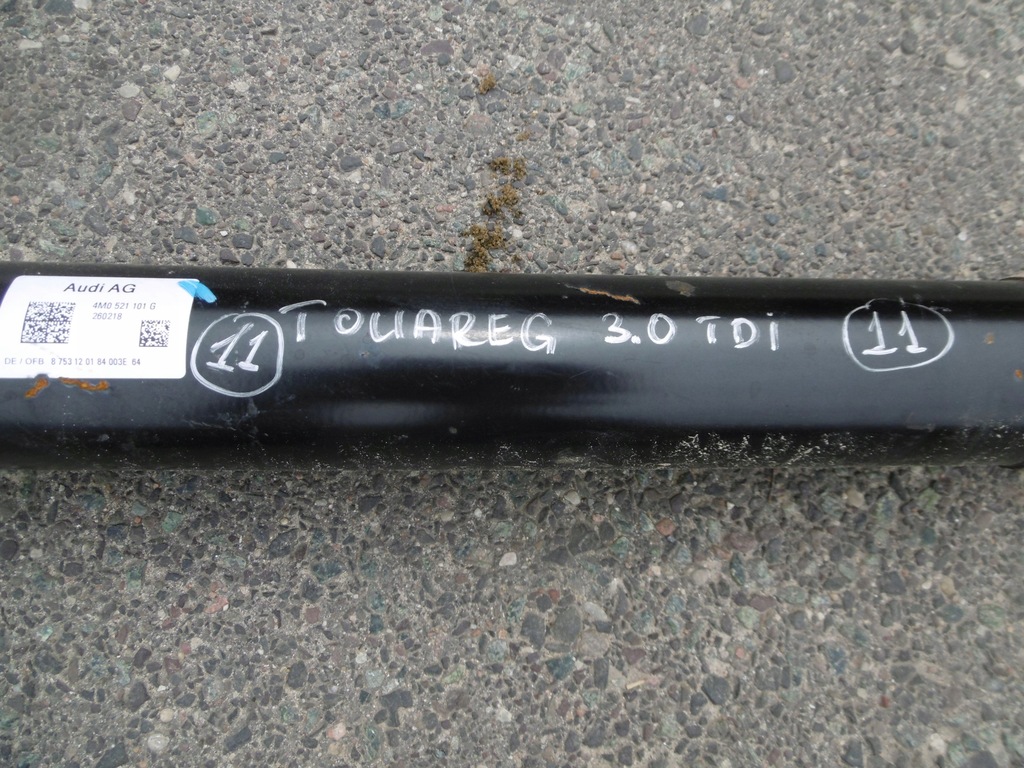 Audi AG
4M0 521 101 G
260218
DE / OFB 8 753 12 01 84 003E 64
11 TOUAREG 3.0 TDi 11